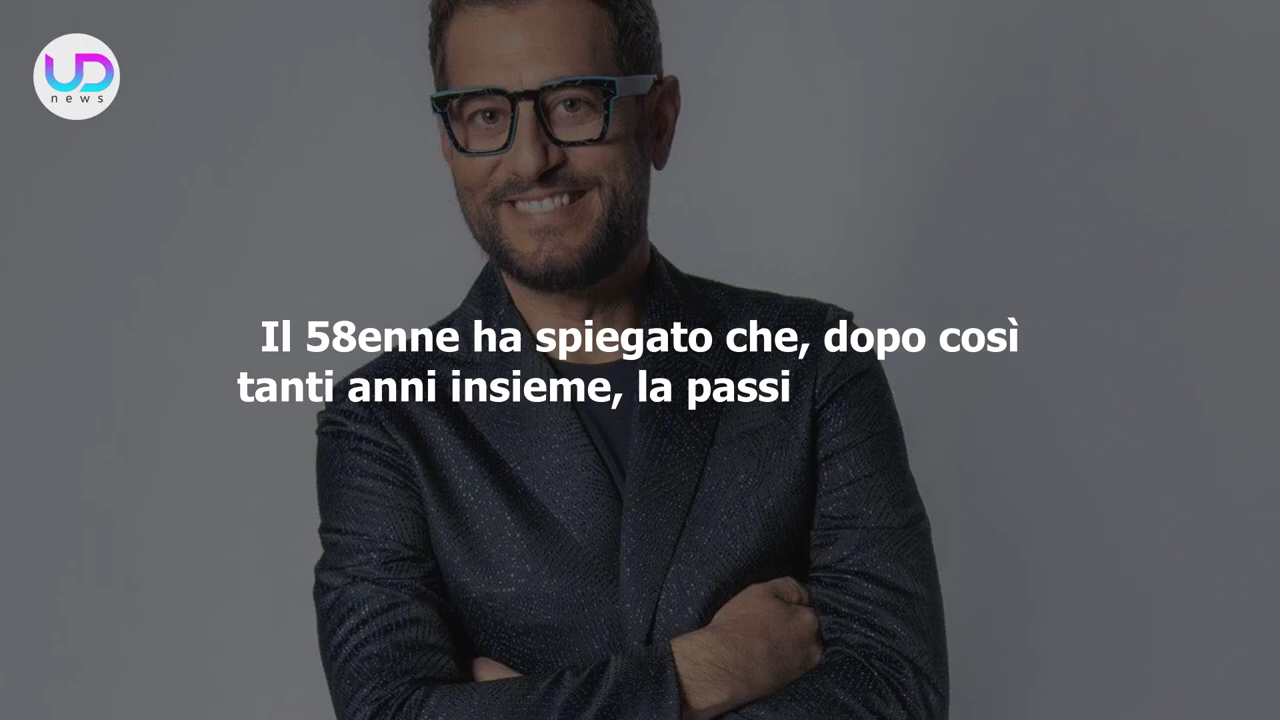 UD
news
Il 58enne ha spiegato che, dopo così
tanti anni insieme, la passi